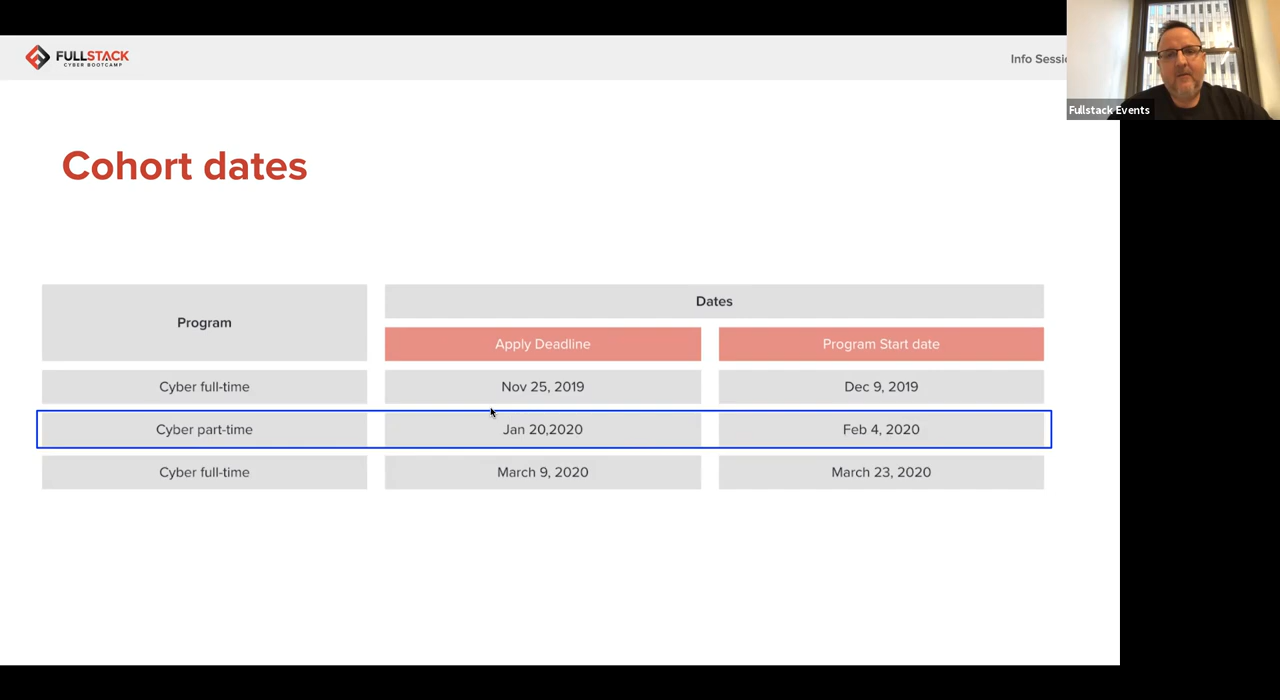 FULLSTACK
CYBER BOOTCAMP
Info Sessi
Fullstack Events
Cohort dates
Program
Dates
Apply Deadline
Program Start date
Cyber full-time
Nov 25, 2019
Dec 9, 2019
Cyber part-time
Jan 20,2020
Feb 4, 2020
Cyber full-time
March 9, 2020
March 23, 2020